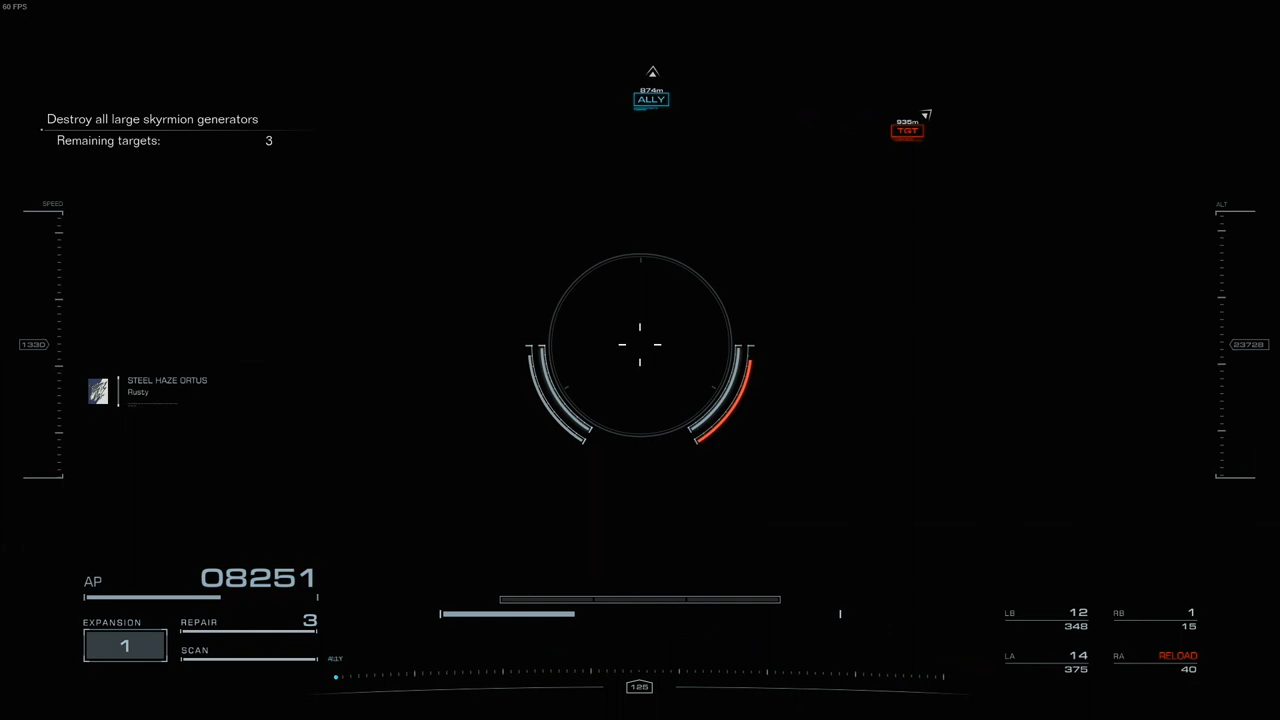 60 FPS
874m
ALLY
935m
TGT
Destroy all large skyrmion generators
Remaining targets: 3
SPEED
ALT
1330
23728
STEEL HAZE ORTUS
Rusty
AP 08251
EXPANSION
1
REPAIR 3
SCAN
ALLY
125
LB 12
348
RB 1
15
LA 14
375
RA RELOAD
40